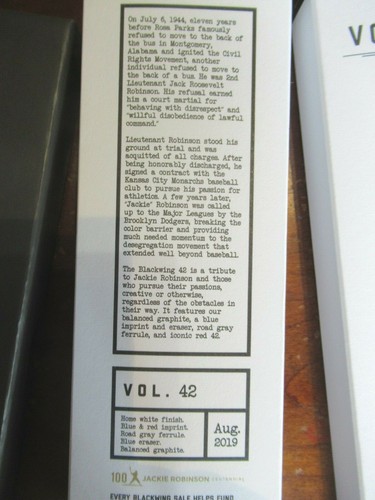 On July 6, 1944, eleven years
before Rosa Parks famously
refused to move to the back of
the bus in Montgomery,
Alabama and ignited the Civil
Rights Movement, another
individual refused to move to
the back of a bus. He was 2nd
Lieutenant Jack Roosevelt
Robinson. His refusal earned
him a court martial for
'behaving with disrespect' and
'willful disobedience of lawful
command.'
Lieutenant Robinson stood his
ground at trial and was
acquitted of all charges. After
being honorably discharged, he
signed a contract with the
Kansas City Monarchs baseball
club to pursue his passion for
athletics. A few years later,
'Jackie' Robinson was called
up to the Major Leagues by the
Brooklyn Dodgers, breaking the
color barrier and providing
much needed momentum to the
desegregation movement that
extended well beyond baseball.
The Blackwing 42 is a tribute
to Jackie Robinson and those
who pursue their passions,
creative or otherwise,
regardless of the obstacles in
their way. It features our
balanced graphite, a blue
imprint and eraser, road gray
ferrule, and iconic red 42.
VOL. 42
Home white finish.
Blue & red imprint.
Road gray ferrule.
Blue eraser.
Balanced graphite.
Aug.
2019
100 JACKIE ROBINSON CENTENNIAL
EVERY BLACKWING SALE HELPS FUND
VO